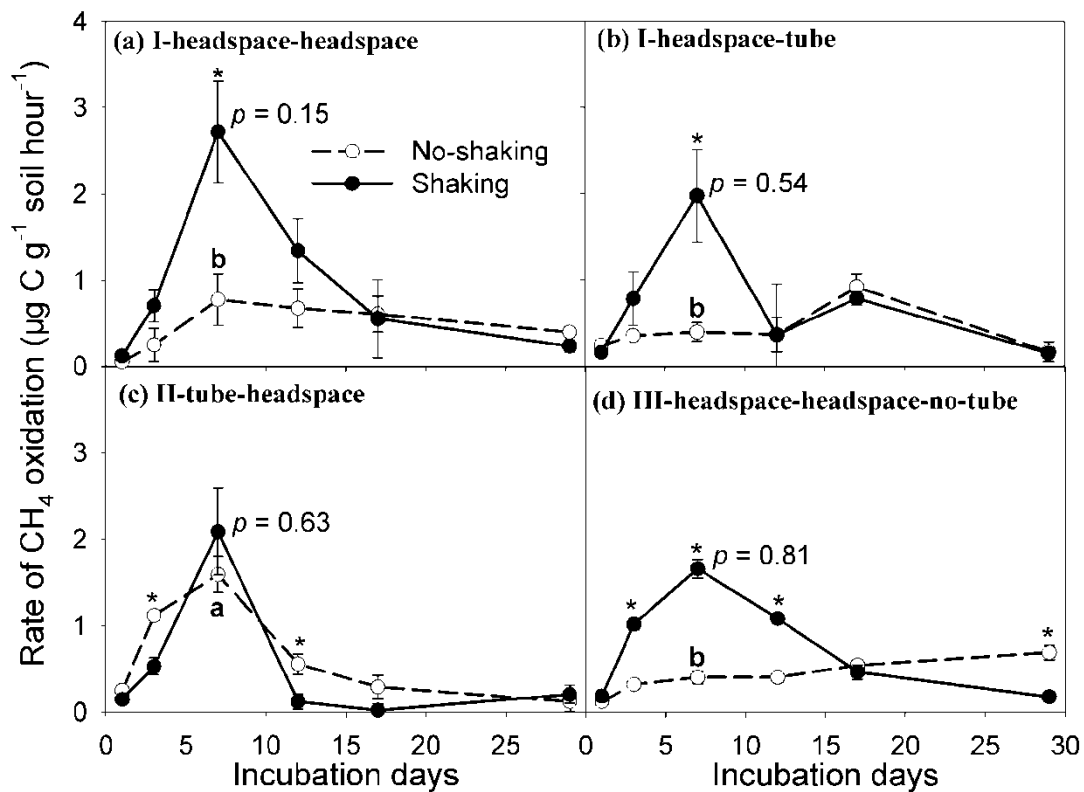 Rate of CH₄ oxidation (µg C g⁻¹ soil hour⁻¹)
4
3
2
1
0
(a) I-headspace-headspace
*
p = 0.15
No-shaking
Shaking
b
(b) I-headspace-tube
*
p = 0.54
b
3
2
1
0
(c) II-tube-headspace
p = 0.63
*
a
*
(d) III-headspace-headspace-no-tube
*
p = 0.81
*
*
b
*
0 5 10 15 20 25 0 5 10 15 20 25 30
Incubation days Incubation days